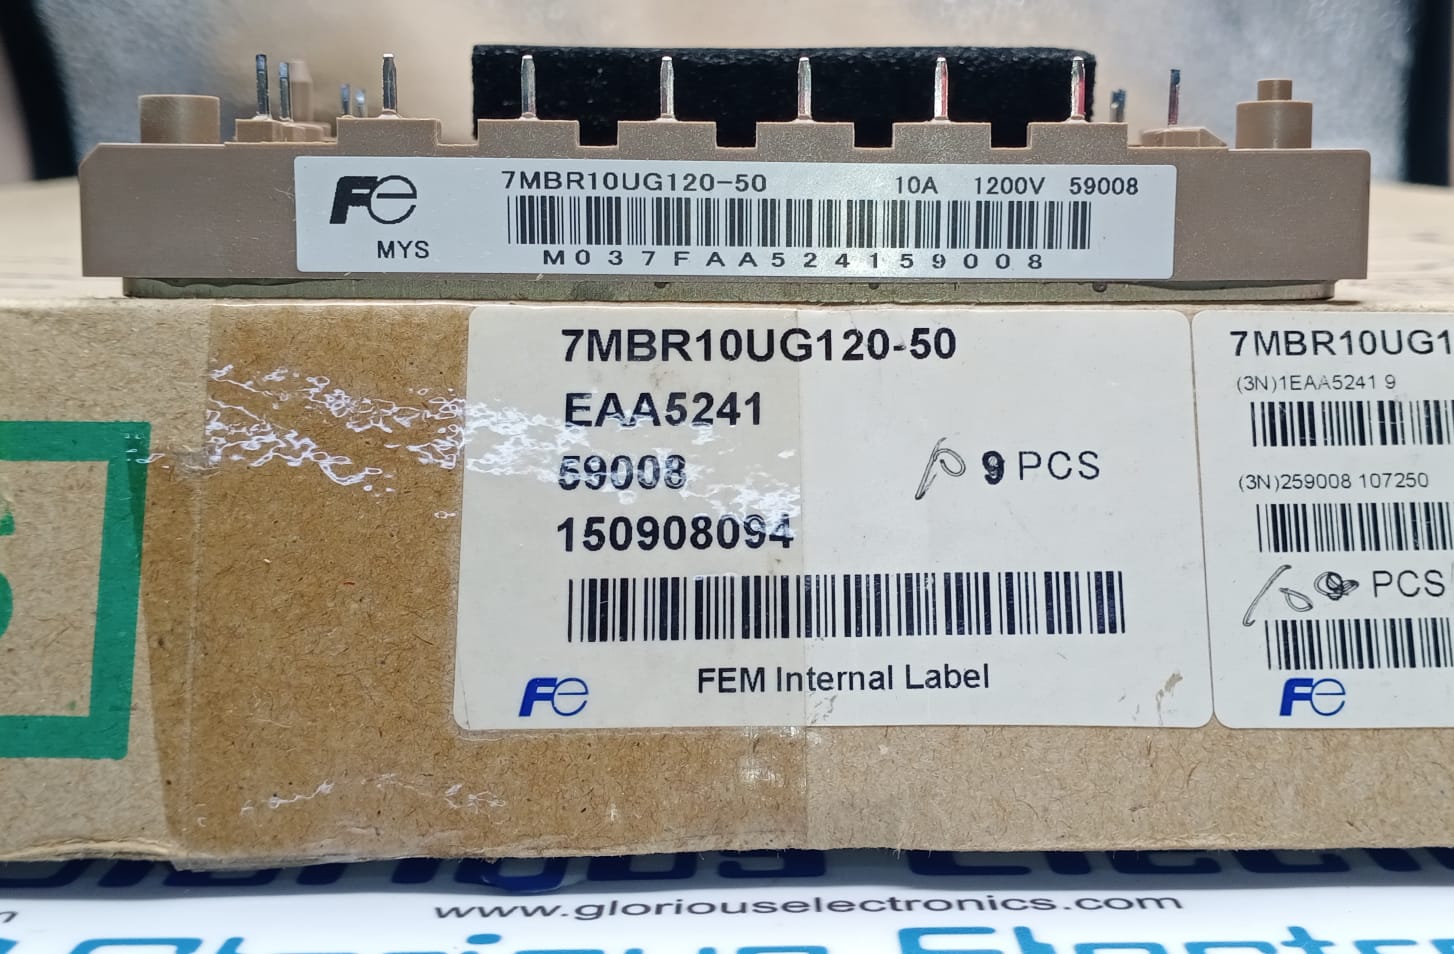 Fe
MYS
7MBR10UG120-50 10A 1200V 59008
M037FAA524159008
7MBR10UG120-50
EAA5241
59008
9 PCS
150908094
FEM Internal Label
Fe
7MBR10UG1
(3N)1EAA5241 9
(3N)259008 107250
PCS
Fe
www.gloriouselectronics.com